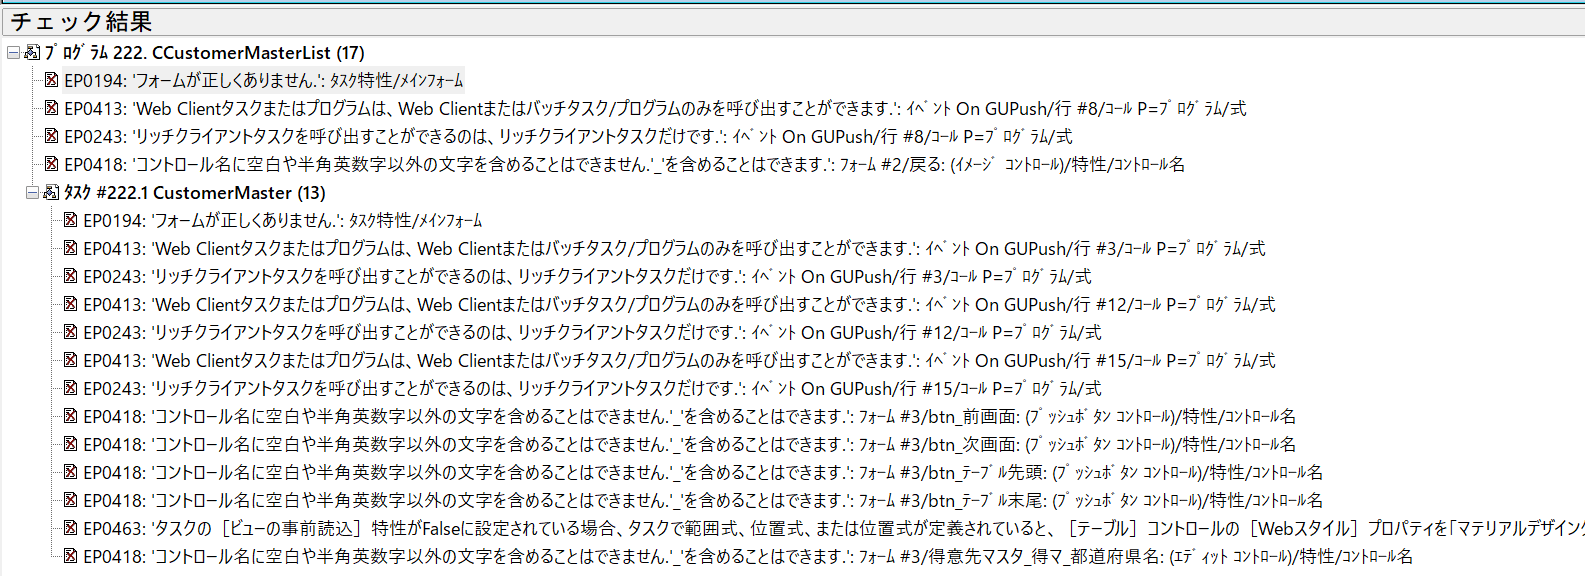 チェック結果
ﾌﾟﾛｸﾞﾗﾑ 222. CCustomerMasterList (17)
EP0194: 'フォームが正しくありません.': ﾀｽｸ特性/ﾒｲﾝﾌｫｰﾑ
EP0413: 'Web Clientタスクまたはプログラムは、Web Clientまたはバッチタスク/プログラムのみを呼び出すことができます.': ｲﾍﾞﾝﾄ On GUPush/行 #8/ｺｰﾙ P=ﾌﾟﾛｸﾞﾗﾑ/式
EP0243: 'リッチクライアントタスクを呼び出すことができるのは、リッチクライアントタスクだけです.': ｲﾍﾞﾝﾄ On GUPush/行 #8/ｺｰﾙ P=ﾌﾟﾛｸﾞﾗﾑ/式
EP0418: 'コントロール名に空白や半角英数字以外の文字を含めることはできません.'_'を含めることはできます.': ﾌｫｰﾑ #2/戻る: (ｲﾒｰｼﾞ ｺﾝﾄﾛｰﾙ)/特性/ｺﾝﾄﾛｰﾙ名
ﾀｽｸ #222.1 CustomerMaster (13)
EP0194: 'フォームが正しくありません.': ﾀｽｸ特性/ﾒｲﾝﾌｫｰﾑ
EP0413: 'Web Clientタスクまたはプログラムは、Web Clientまたはバッチタスク/プログラムのみを呼び出すことができます.': ｲﾍﾞﾝﾄ On GUPush/行 #3/ｺｰﾙ P=ﾌﾟﾛｸﾞﾗﾑ/式
EP0243: 'リッチクライアントタスクを呼び出すことができるのは、リッチクライアントタスクだけです.': ｲﾍﾞﾝﾄ On GUPush/行 #3/ｺｰﾙ P=ﾌﾟﾛｸﾞﾗﾑ/式
EP0413: 'Web Clientタスクまたはプログラムは、Web Clientまたはバッチタスク/プログラムのみを呼び出すことができます.': ｲﾍﾞﾝﾄ On GUPush/行 #12/ｺｰﾙ P=ﾌﾟﾛｸﾞﾗﾑ/式
EP0243: 'リッチクライアントタスクを呼び出すことができるのは、リッチクライアントタスクだけです.': ｲﾍﾞﾝﾄ On GUPush/行 #12/ｺｰﾙ P=ﾌﾟﾛｸﾞﾗﾑ/式
EP0413: 'Web Clientタスクまたはプログラムは、Web Clientまたはバッチタスク/プログラムのみを呼び出すことができます.': ｲﾍﾞﾝﾄ On GUPush/行 #15/ｺｰﾙ P=ﾌﾟﾛｸﾞﾗﾑ/式
EP0243: 'リッチクライアントタスクを呼び出すことができるのは、リッチクライアントタスクだけです.': ｲﾍﾞﾝﾄ On GUPush/行 #15/ｺｰﾙ P=ﾌﾟﾛｸﾞﾗﾑ/式
EP0418: 'コントロール名に空白や半角英数字以外の文字を含めることはできません.'_'を含めることはできます.': ﾌｫｰﾑ #3/btn_前画面: (ﾌﾟｯｼｭﾎﾞﾀﾝ ｺﾝﾄﾛｰﾙ)/特性/ｺﾝﾄﾛｰﾙ名
EP0418: 'コントロール名に空白や半角英数字以外の文字を含めることはできません.'_'を含めることはできます.': ﾌｫｰﾑ #3/btn_次画面: (ﾌﾟｯｼｭﾎﾞﾀﾝ ｺﾝﾄﾛｰﾙ)/特性/ｺﾝﾄﾛｰﾙ名
EP0418: 'コントロール名に空白や半角英数字以外の文字を含めることはできません.'_'を含めることはできます.': ﾌｫｰﾑ #3/btn_ﾃｰﾌﾞﾙ先頭: (ﾌﾟｯｼｭﾎﾞﾀﾝ ｺﾝﾄﾛｰﾙ)/特性/ｺﾝﾄﾛｰﾙ名
EP0418: 'コントロール名に空白や半角英数字以外の文字を含めることはできません.'_'を含めることはできます.': ﾌｫｰﾑ #3/btn_ﾃｰﾌﾞﾙ末尾: (ﾌﾟｯｼｭﾎﾞﾀﾝ ｺﾝﾄﾛｰﾙ)/特性/ｺﾝﾄﾛｰﾙ名
EP0463: 'タスクの［ビューの事前読込］特性がFalseに設定されている場合、タスクで範囲式、位置式、または位置式が定義されていると、［テーブル］コントロールの［Webスタイル］プロパティを「マテリアルデザイン
EP0418: 'コントロール名に空白や半角英数字以外の文字を含めることはできません.'_'を含めることはできます.': ﾌｫｰﾑ #3/得意先マスタ_得マ_都道府県名: (ｴﾃﾞｨｯﾄ ｺﾝﾄﾛｰﾙ)/特性/ｺﾝﾄﾛｰﾙ名